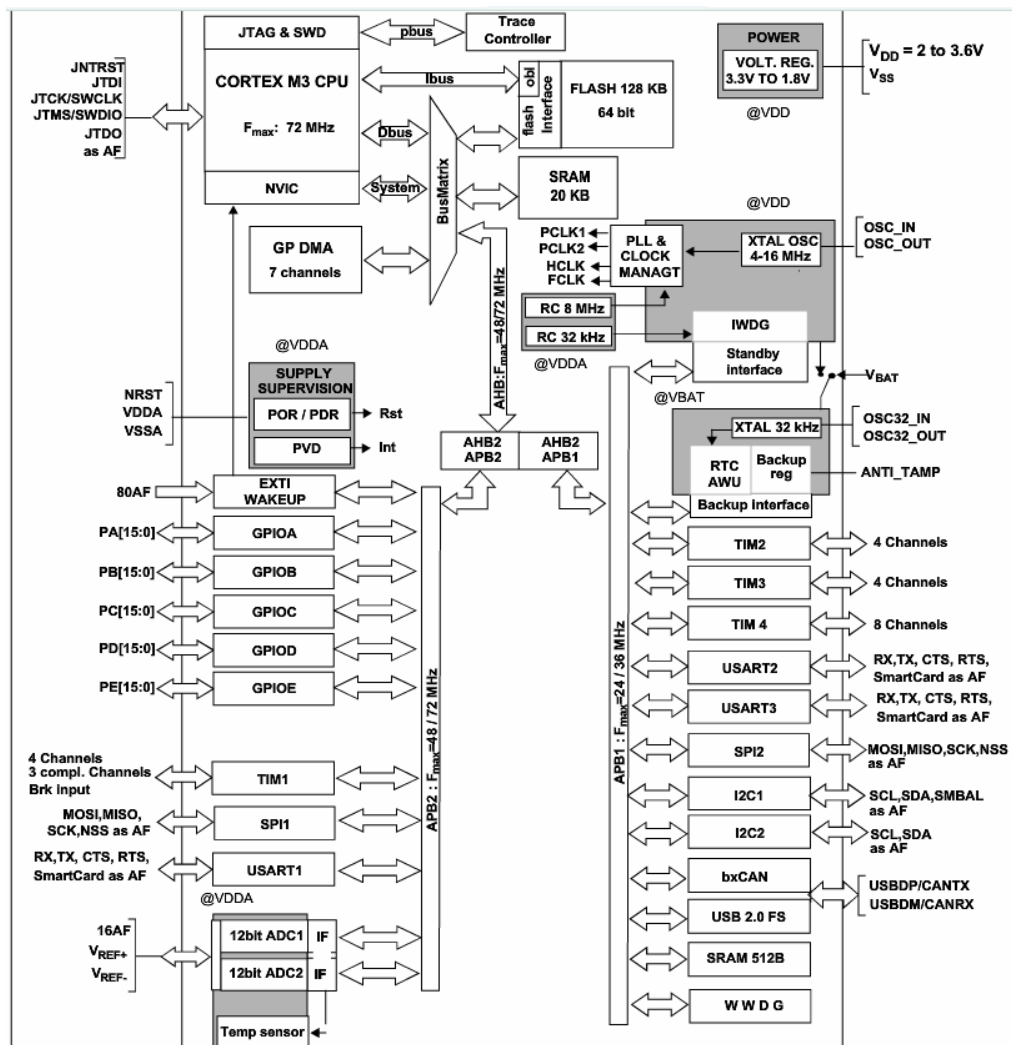 JTAG & SWD
pbus
Trace
Controller
POWER
VOLT. REG.
3.3V TO 1.8V
@VDD
VDD = 2 to 3.6V
VSS
JNTRST
JTDI
JTCK/SWCLK
JTMS/SWDIO
JTDO
as AF
CORTEX M3 CPU
Fmax: 72 MHz
NVIC
Ibus
Dbus
System
BusMatrix
flash
obl
Interface
FLASH 128 KB
64 bit
SRAM
20 KB
GP DMA
7 channels
@VDD
PCLK1
PCLK2
HCLK
FCLK
PLL &
CLOCK
MANAGT
XTAL OSC
4-16 MHz
OSC_IN
OSC_OUT
RC 8 MHz
RC 32 kHz
@VDDA
IWDG
Standby
interface
@VBAT
VBAT
AHB:Fmax=48/72 MHz
@VDDA
SUPPLY
SUPERVISION
POR / PDR
Rst
PVD
Int
NRST
VDDA
VSSA
AHB2
APB2
AHB2
APB1
XTAL 32 kHz
OSC32_IN
OSC32_OUT
RTC
AWU
Backup
reg
ANTI_TAMP
Backup interface
80AF
EXTI
WAKEUP
PA[15:0]
GPIOA
PB[15:0]
GPIOB
PC[15:0]
GPIOC
PD[15:0]
GPIOD
PE[15:0]
GPIOE
4 Channels
3 compl. Channels
Brk input
TIM1
MOSI,MISO,
SCK,NSS as AF
SPI1
RX,TX, CTS, RTS,
SmartCard as AF
USART1
@VDDA
16AF
VREF+
VREF-
12bit ADC1
IF
12bit ADC2
IF
Temp sensor
APB2 : Fmax=48 / 72 MHz
APB1 : Fmax=24 / 36 MHz
TIM2
4 Channels
TIM3
4 Channels
TIM 4
8 Channels
USART2
RX,TX, CTS, RTS,
SmartCard as AF
USART3
RX,TX, CTS, RTS,
SmartCard as AF
SPI2
MOSI,MISO,SCK,NSS
as AF
I2C1
SCL,SDA,SMBAL
as AF
I2C2
SCL,SDA
as AF
bxCAN
USBDP/CANTX
USBDM/CANRX
USB 2.0 FS
SRAM 512B
W W D G